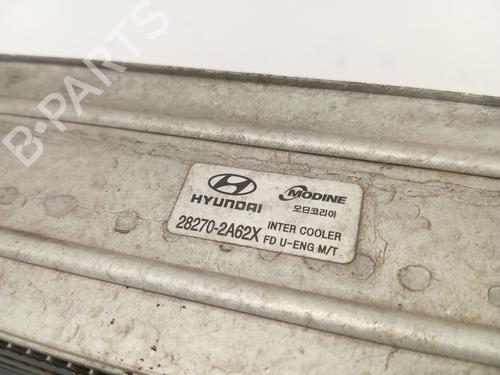 B-PARTS
HYUNDAI
MODINE
모딘코리아
28270-2A62X
INTER COOLER
FD U-ENG M/T